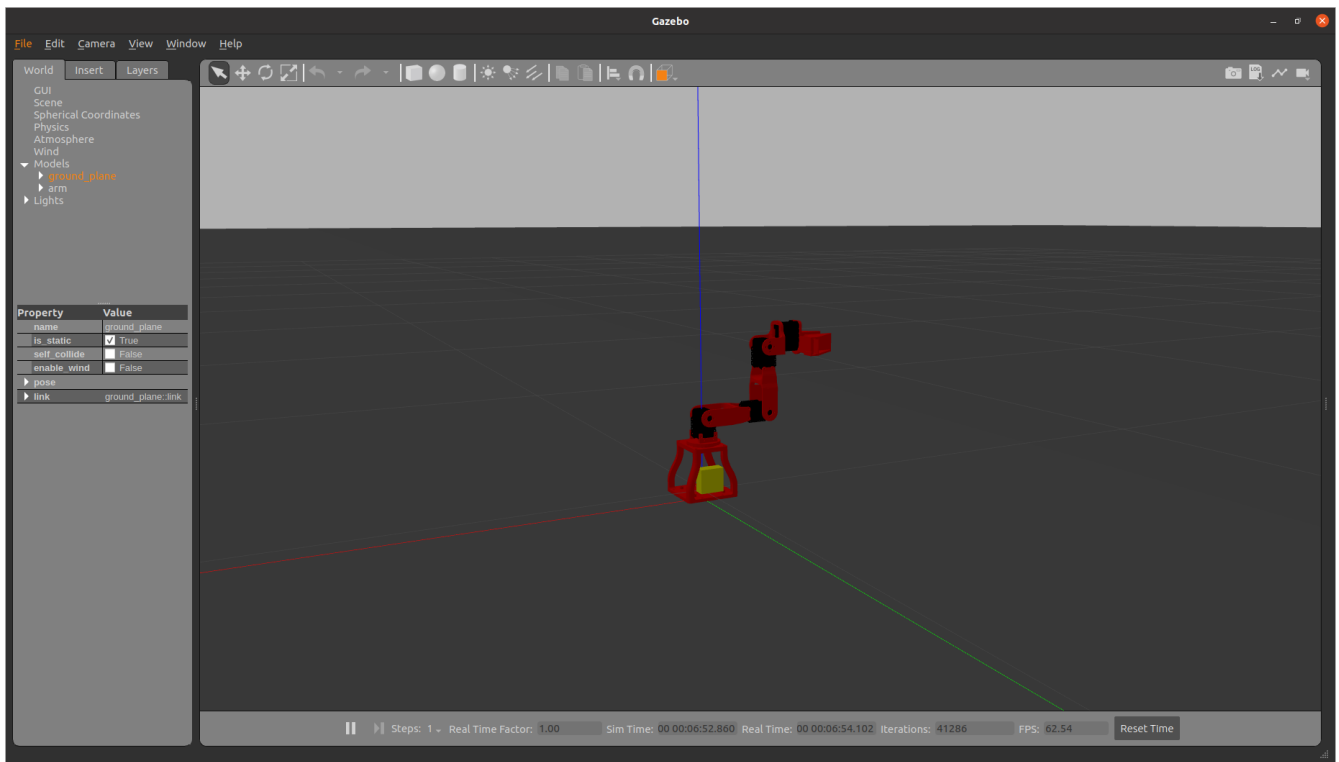 Gazebo
File Edit Camera View Window Help
World Insert Layers
GUI
Scene
Spherical Coordinates
Physics
Atmosphere
Wind
Models
ground_plane
arm
Lights
Property Value
name ground_plane
is_static True
self_collide False
enable_wind False
pose
link ground_plane::link
LOG
Steps: 1 Real Time Factor: 1.00 Sim Time: 00 00:06:52.860 Real Time: 00 00:06:54.102 Iterations: 41286 FPS: 62.54 Reset Time